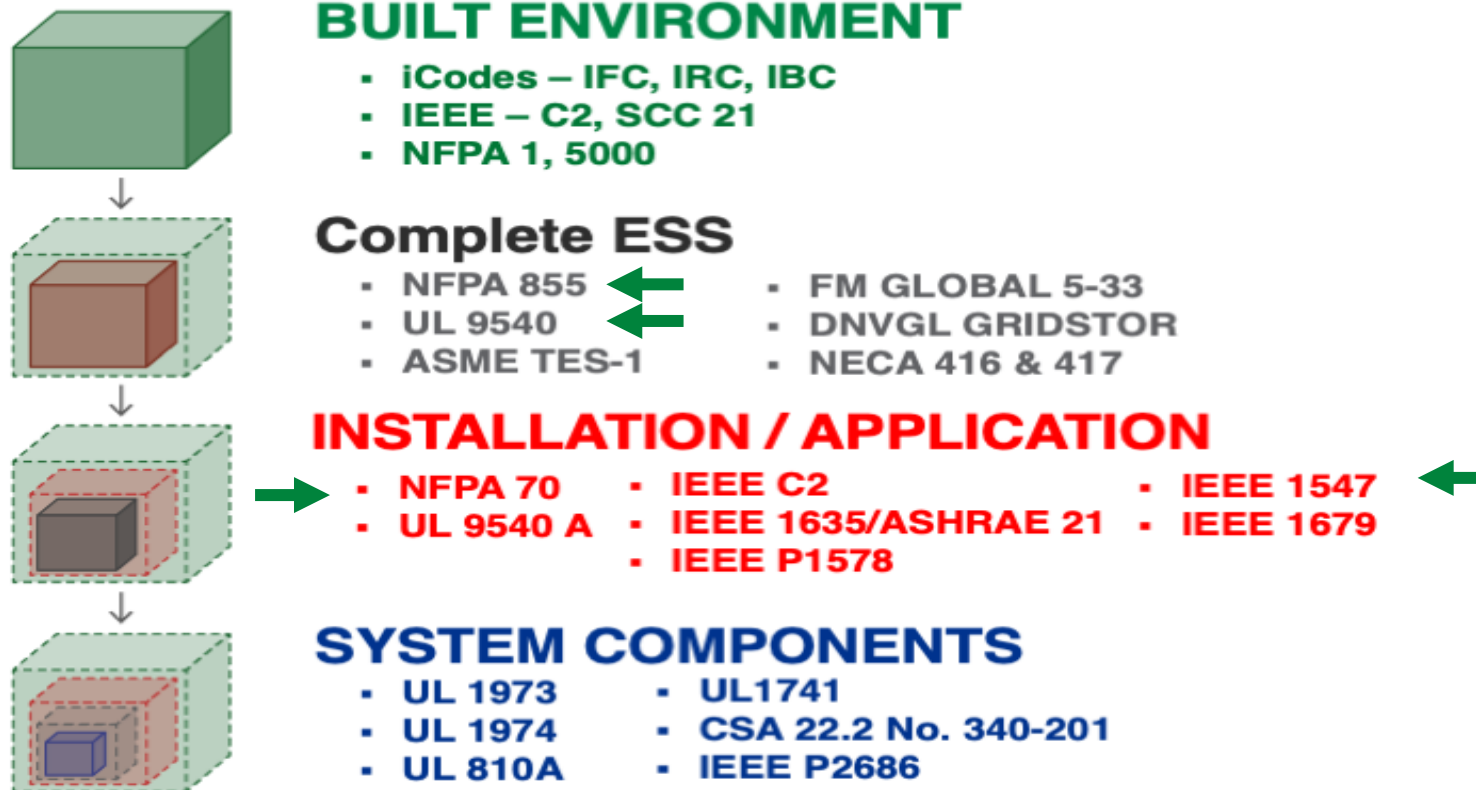 BUILT ENVIRONMENT
▪ iCodes – IFC, IRC, IBC
▪ IEEE – C2, SCC 21
▪ NFPA 1, 5000
Complete ESS
▪ NFPA 855
▪ UL 9540
▪ ASME TES-1
▪ FM GLOBAL 5-33
▪ DNVGL GRIDSTOR
▪ NECA 416 & 417
INSTALLATION / APPLICATION
▪ NFPA 70
▪ UL 9540 A
▪ IEEE C2
▪ IEEE 1635/ASHRAE 21
▪ IEEE P1578
▪ IEEE 1547
▪ IEEE 1679
SYSTEM COMPONENTS
▪ UL 1973
▪ UL 1974
▪ UL 810A
▪ UL1741
▪ CSA 22.2 No. 340-201
▪ IEEE P2686